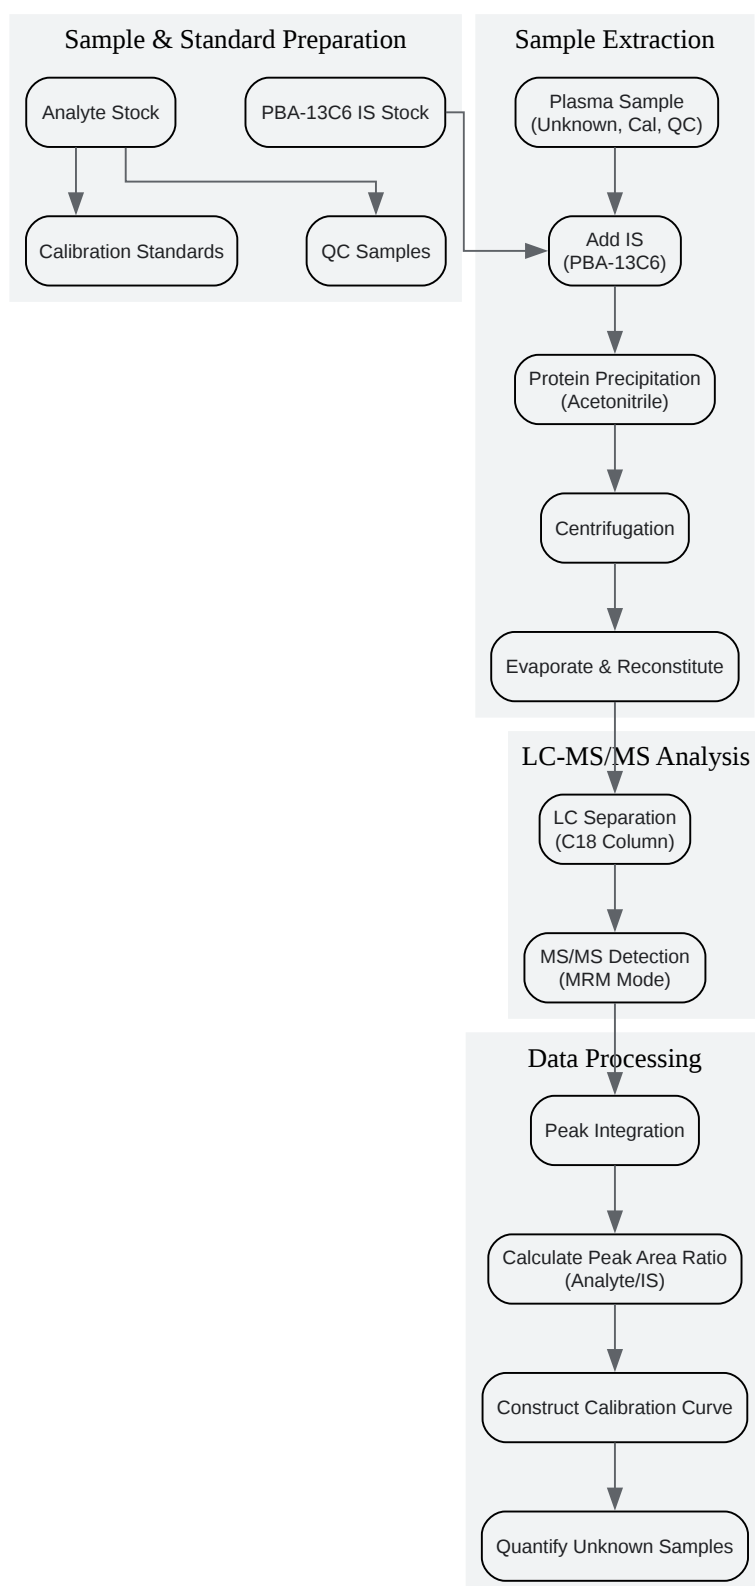 Sample & Standard Preparation
Analyte Stock
PBA-13C6 IS Stock
Calibration Standards
QC Samples
Sample Extraction
Plasma Sample
(Unknown, Cal, QC)
Add IS
(PBA-13C6)
Protein Precipitation
(Acetonitrile)
Centrifugation
Evaporate & Reconstitute
LC-MS/MS Analysis
LC Separation
(C18 Column)
MS/MS Detection
(MRM Mode)
Data Processing
Peak Integration
Calculate Peak Area Ratio
(Analyte/IS)
Construct Calibration Curve
Quantify Unknown Samples